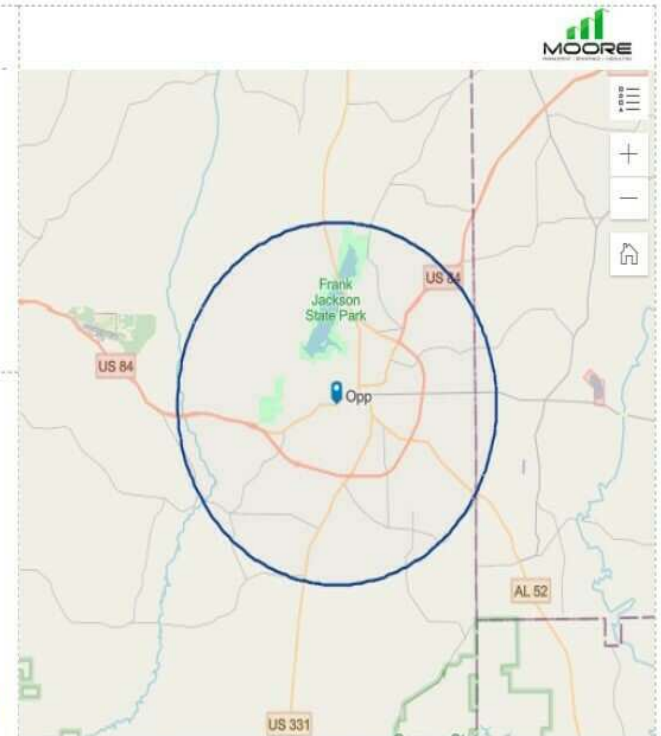 MOORE
US 84
Frank
Jackson
State Park
US 84
Opp
AL 52
US 331